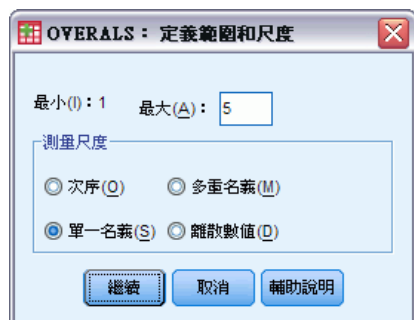 OVERALS： 定義範圍和尺度
最小(I)：1 最大(A)： 5
測量尺度
次序(O) 多重名義(M)
單一名義(S) 離散數值(D)
繼續 取消 輔助說明